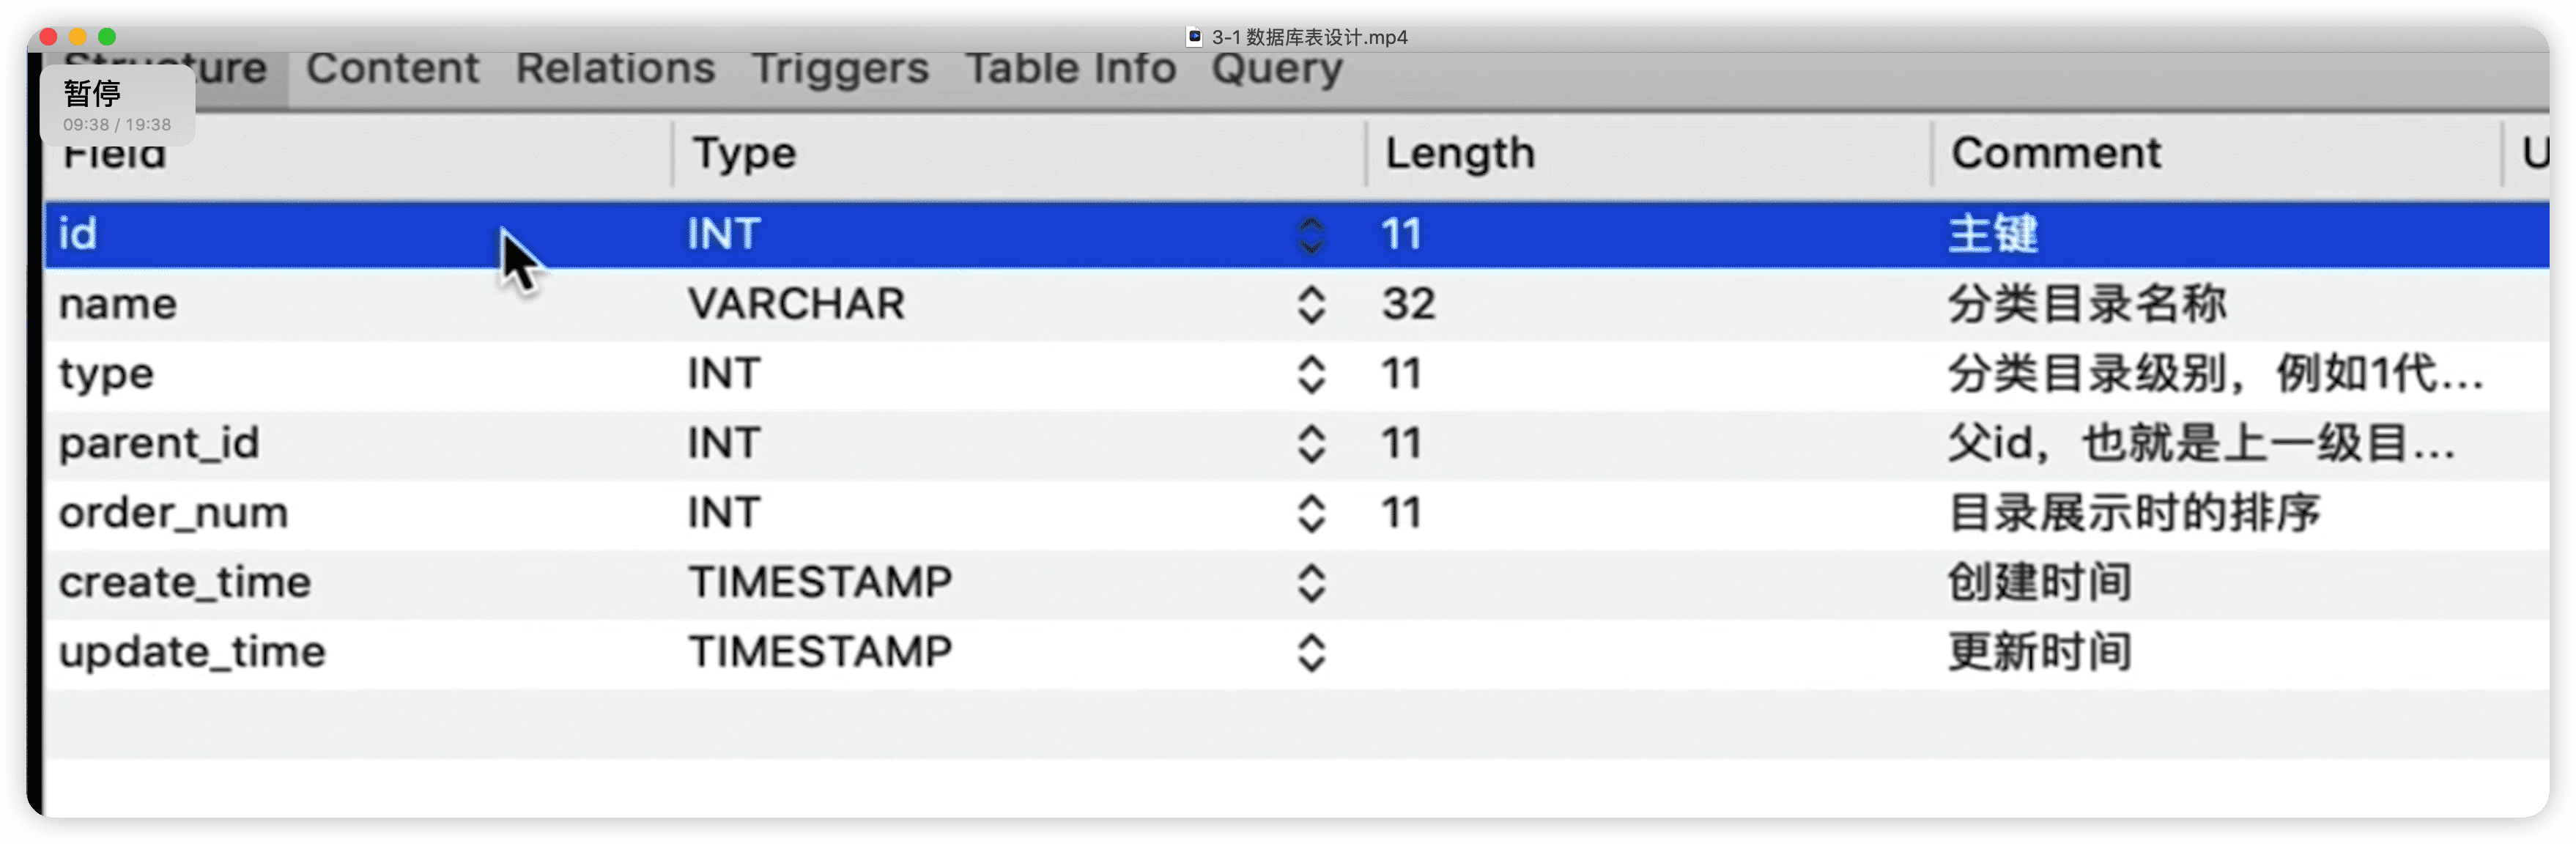 3-1 数据库表设计.mp4
Structure Content Relations Triggers Table Info Query
暂停
09:38 / 19:38
Field Type Length Comment U
id INT 11 主键
name VARCHAR 32 分类目录名称
type INT 11 分类目录级别，例如1代...
parent_id INT 11 父id，也就是上一级目...
order_num INT 11 目录展示时的排序
create_time TIMESTAMP 创建时间
update_time TIMESTAMP 更新时间